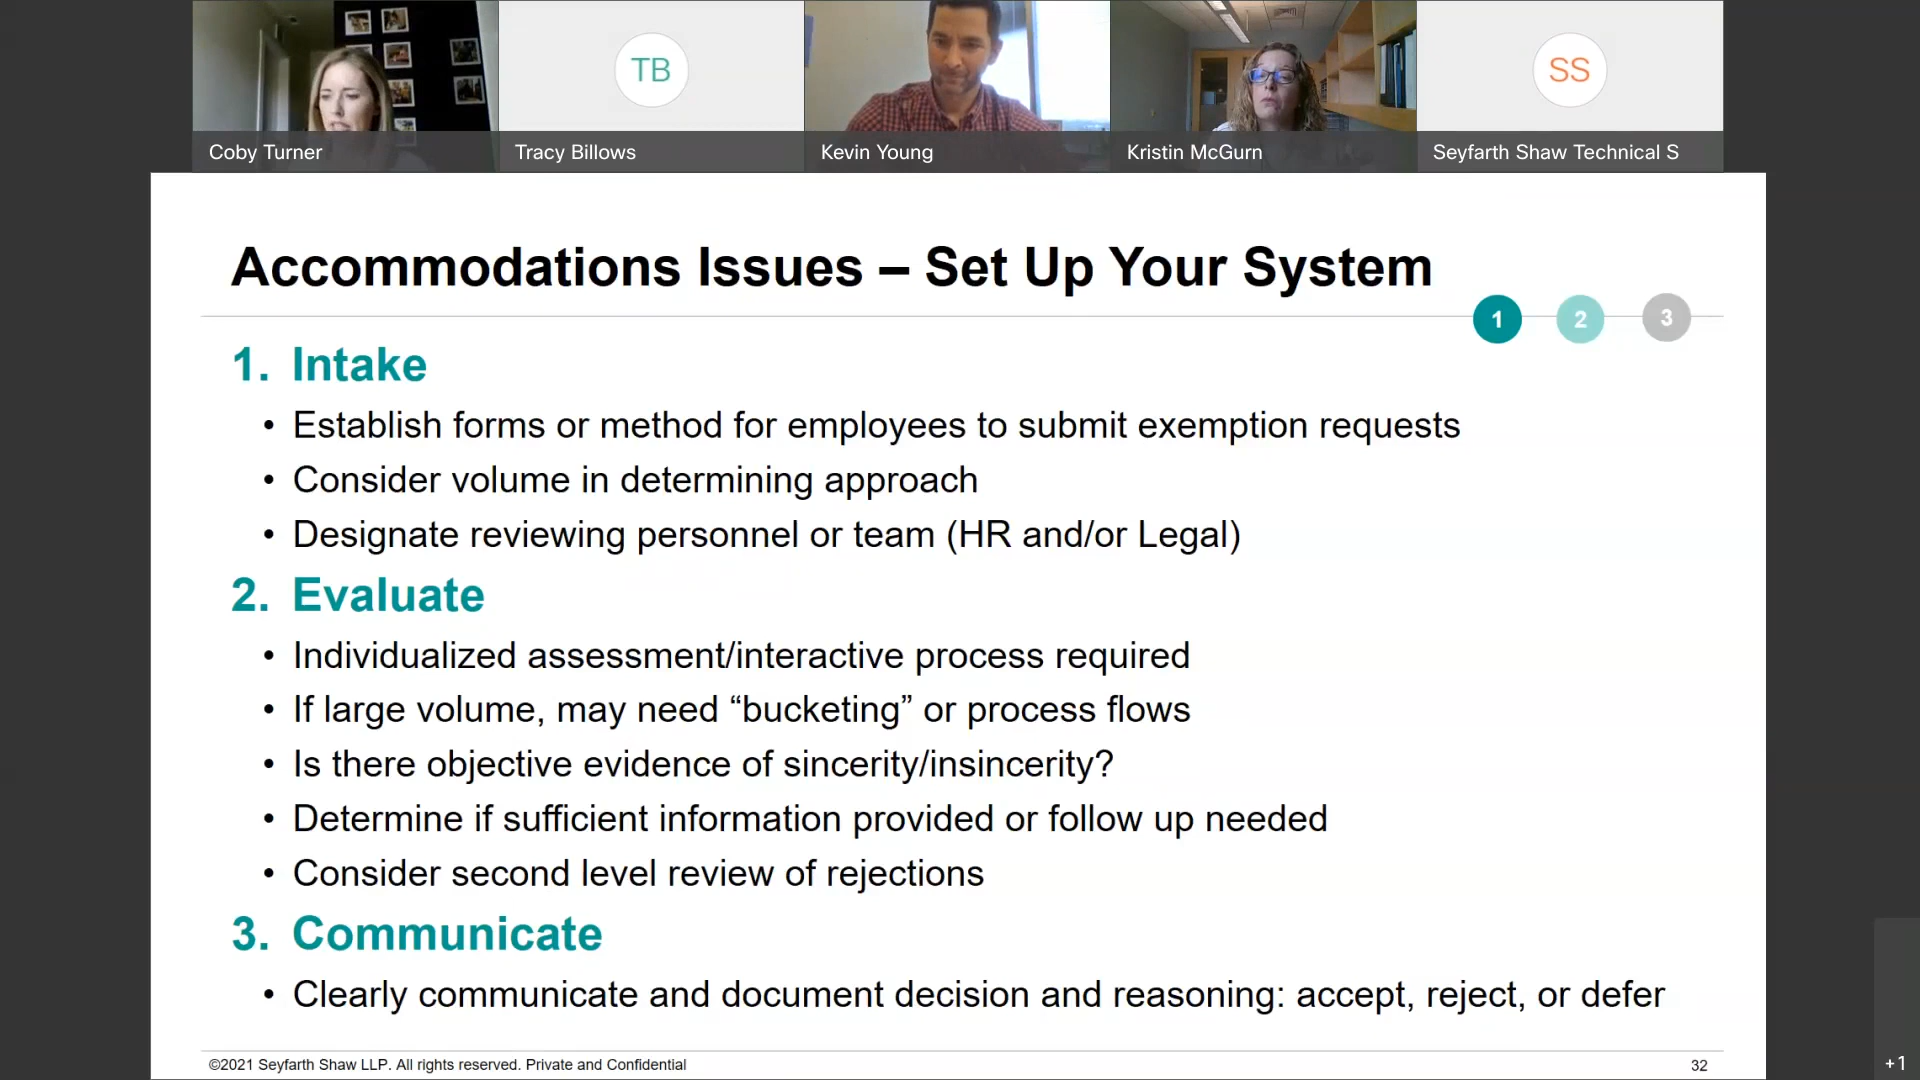 TB
SS
Coby Turner
Tracy Billows
Kevin Young
Kristin McGurn
Seyfarth Shaw Technical S
Accommodations Issues – Set Up Your System
1 2 3
1. Intake
• Establish forms or method for employees to submit exemption requests
• Consider volume in determining approach
• Designate reviewing personnel or team (HR and/or Legal)
2. Evaluate
• Individualized assessment/interactive process required
• If large volume, may need “bucketing” or process flows
• Is there objective evidence of sincerity/insincerity?
• Determine if sufficient information provided or follow up needed
• Consider second level review of rejections
3. Communicate
• Clearly communicate and document decision and reasoning: accept, reject, or defer
©2021 Seyfarth Shaw LLP. All rights reserved. Private and Confidential
32
+1